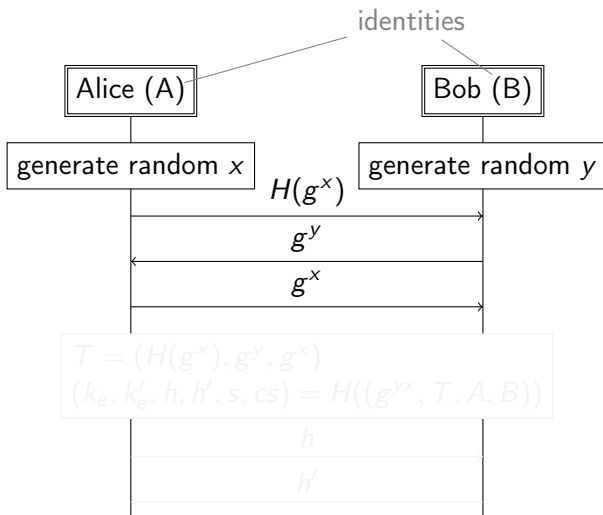 identities
Alice (A)
Bob (B)
generate random x
generate random y
H(g^x)
g^y
g^x
T = (H(g^x), g^y, g^x)
(k_e, k'_e, h, h', s, cs) = H((g^{yx}, T, A, B))
h
h'